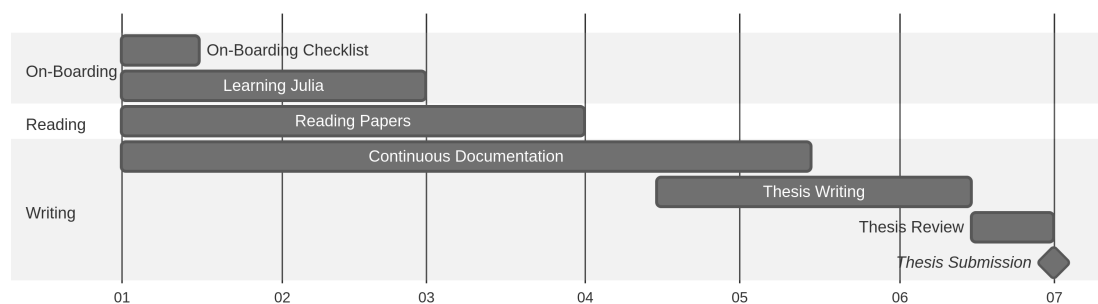 On-Boarding
On-Boarding Checklist
Learning Julia
Reading
Reading Papers
Writing
Continuous Documentation
Thesis Writing
Thesis Review
Thesis Submission
01 02 03 04 05 06 07